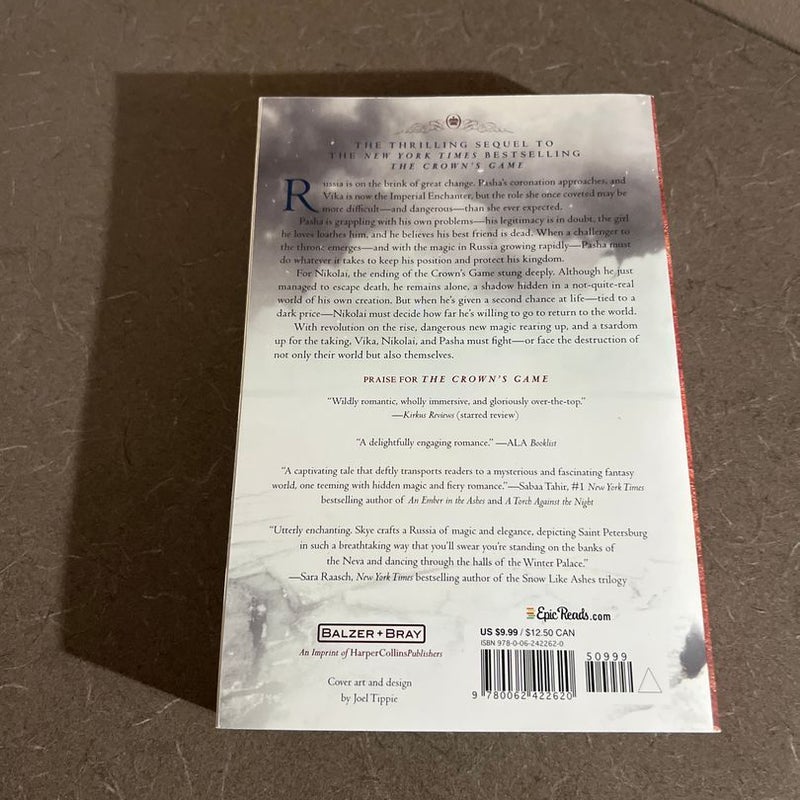 THE THRILLING SEQUEL TO
THE NEW YORK TIMES BESTSELLING
THE CROWN'S GAME
Russia is on the brink of great change. Pasha's coronation approaches, and
Vika is now the Imperial Enchanter, but the role she once coveted may be
more difficult—and dangerous—than she ever expected.
Pasha is grappling with his own problems—his legitimacy is in doubt, the girl
he loves loathes him, and he believes his best friend is dead. When a challenger to
the throne emerges—and with the magic in Russia growing rapidly—Pasha must
do whatever it takes to keep his position and protect his kingdom.
For Nikolai, the ending of the Crown's Game stung deeply. Although he just
managed to escape death, he remains alone, a shadow hidden in a not-quite-real
world of his own creation. But when he's given a second chance at life—tied to a
dark price—Nikolai must decide how far he's willing to go to return to the world.
With revolution on the rise, dangerous new magic rearing up, and a tsardom
up for the taking, Vika, Nikolai, and Pasha must fight—or face the destruction of
not only their world but also themselves.
PRAISE FOR THE CROWN'S GAME
“Wildly romantic, wholly immersive, and gloriously over-the-top.”
—Kirkus Reviews (starred review)
“A delightfully engaging romance.” —ALA Booklist
“A captivating tale that deftly transports readers to a mysterious and fascinating fantasy
world, one teeming with hidden magic and fiery romance.”—Sabaa Tahir, #1 New York Times
bestselling author of An Ember in the Ashes and A Torch Against the Night
“Utterly enchanting. Skye crafts a Russia of magic and elegance, depicting Saint Petersburg
in such a breathtaking way that you'll swear you're standing on the banks of
the Neva and dancing through the halls of the Winter Palace.”
—Sara Raasch, New York Times bestselling author of the Snow Like Ashes trilogy
Epic Reads.com
BALZER + BRAY
An Imprint of HarperCollinsPublishers
Cover art and design
by Joel Tippie
US $9.99 / $12.50 CAN
ISBN 978-0-06-242262-0
50999
9 780062 422620